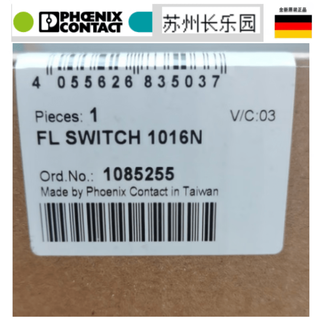 PHŒNIX
CONTACT
苏州长乐园
4 055626 835037
Pieces: 1
V/C:03
FL SWITCH 1016N
Ord.No.: 1085255
Made by Phoenix Contact in Taiwan